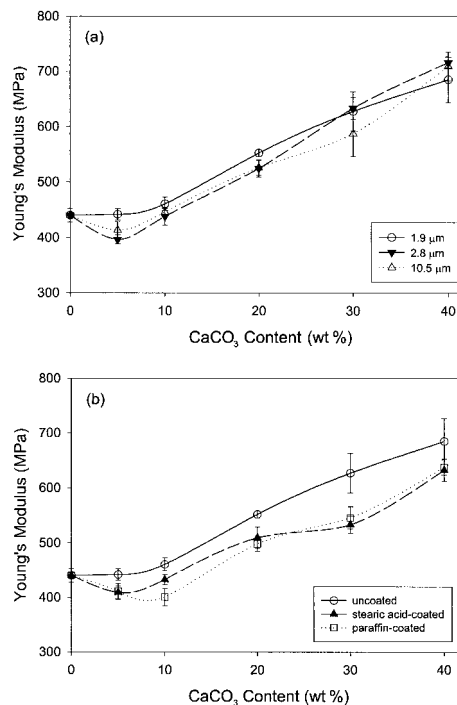 800
(a)
700
600
500
400
300
Young's Modulus (MPa)
1.9 μm
2.8 μm
10.5 μm
0 10 20 30 40
CaCO₃ Content (wt %)
800
(b)
700
600
500
400
300
Young's Modulus (MPa)
uncoated
stearic acid-coated
paraffin-coated
0 10 20 30 40
CaCO₃ Content (wt %)